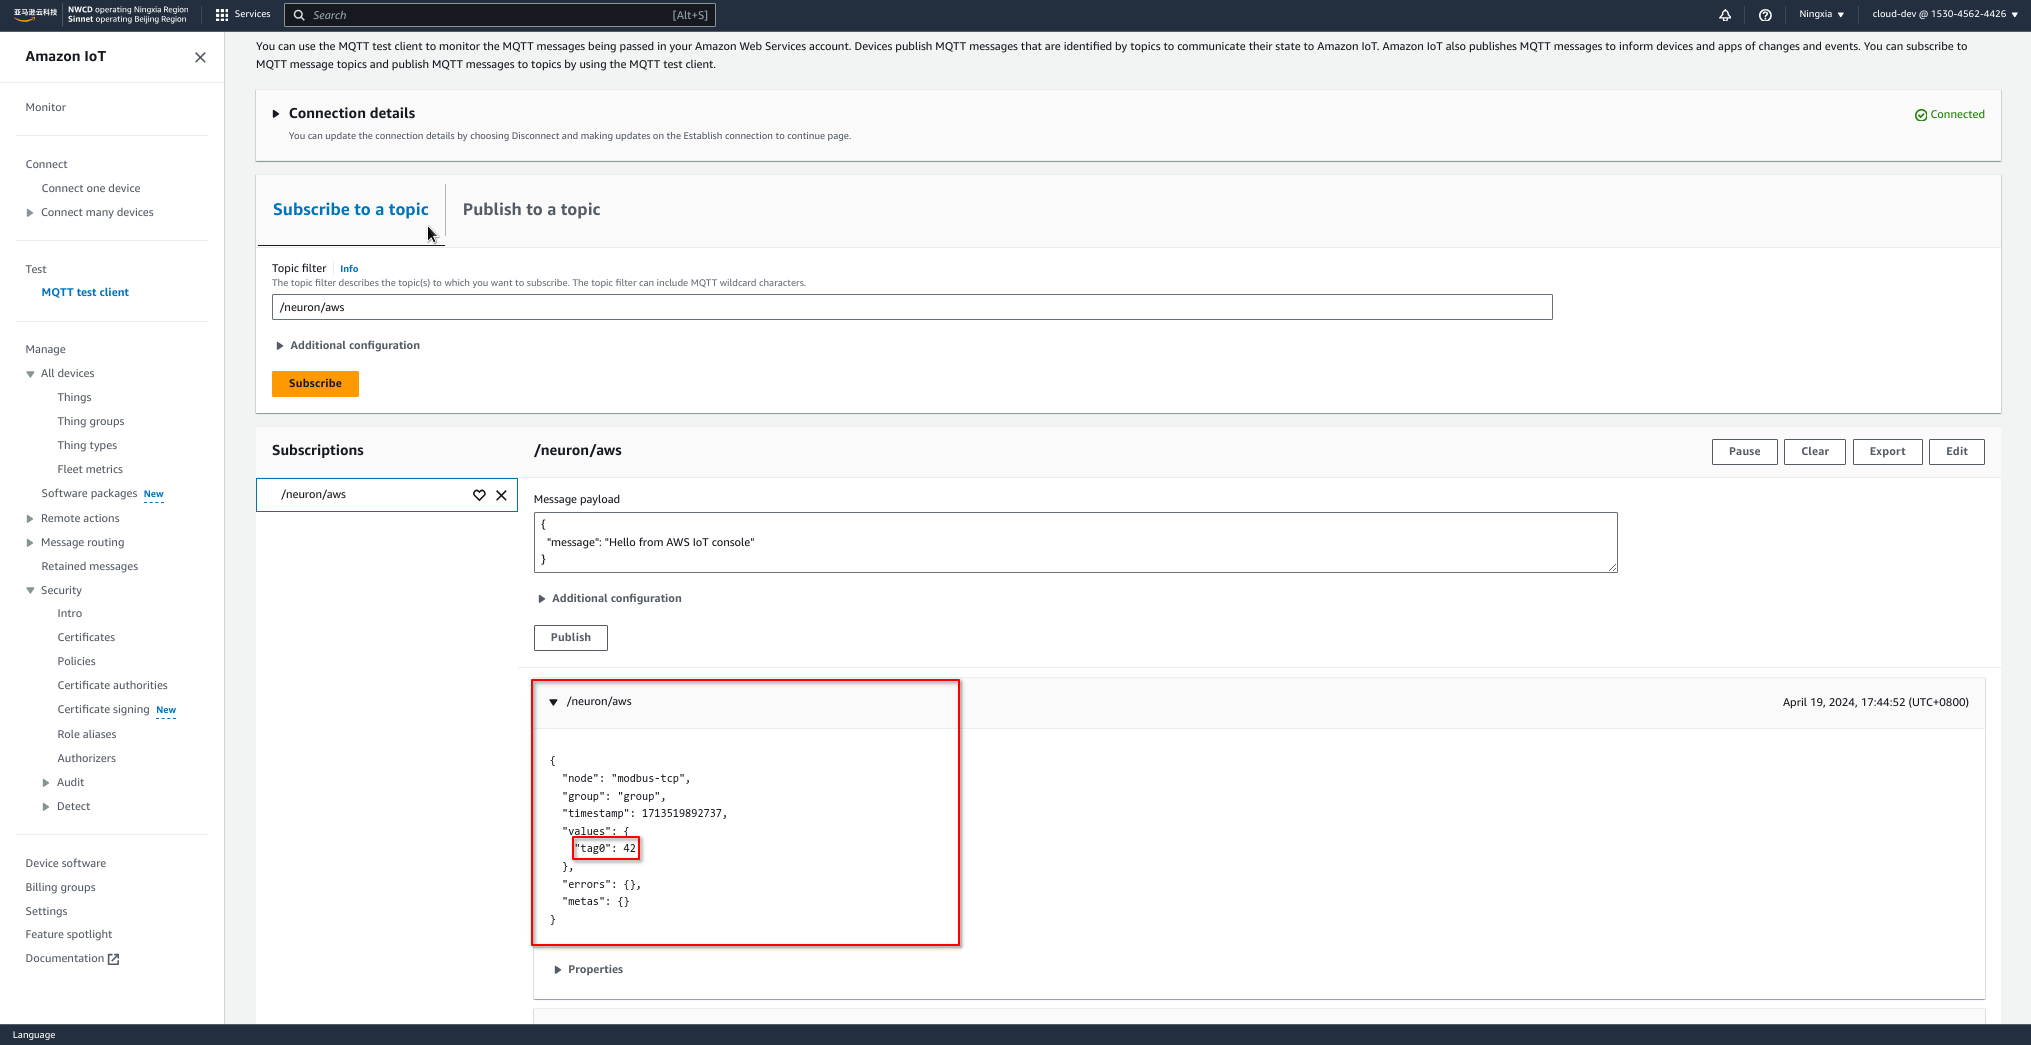 亚马逊云科技
NWCD operating Ningxia Region
Sinnet operating Beijing Region
Services
Search
[Alt+S]
Ningxia
cloud-dev @ 1530-4562-4426
Amazon IoT
Monitor
Connect
Connect one device
Connect many devices
Test
MQTT test client
Manage
All devices
Things
Thing groups
Thing types
Fleet metrics
Software packages New
Remote actions
Message routing
Retained messages
Security
Intro
Certificates
Policies
Certificate authorities
Certificate signing New
Role aliases
Authorizers
Audit
Detect
Device software
Billing groups
Settings
Feature spotlight
Documentation
You can use the MQTT test client to monitor the MQTT messages being passed in your Amazon Web Services account. Devices publish MQTT messages that are identified by topics to communicate their state to Amazon IoT. Amazon IoT also publishes MQTT messages to inform devices and apps of changes and events. You can subscribe to
MQTT message topics and publish MQTT messages to topics by using the MQTT test client.
Connection details
Connected
You can update the connection details by choosing Disconnect and making updates on the Establish connection to continue page.
Subscribe to a topic
Publish to a topic
Topic filter Info
The topic filter describes the topic(s) to which you want to subscribe. The topic filter can include MQTT wildcard characters.
/neuron/aws
Additional configuration
Subscribe
Subscriptions
/neuron/aws
/neuron/aws
Pause
Clear
Export
Edit
Message payload
{
"message": "Hello from AWS IoT console"
}
Additional configuration
Publish
/neuron/aws
April 19, 2024, 17:44:52 (UTC+0800)
{
"node": "modbus-tcp",
"group": "group",
"timestamp": 1713519892737,
"values": {
"tag0": 42
},
"errors": {},
"metas": {}
}
Properties
Language